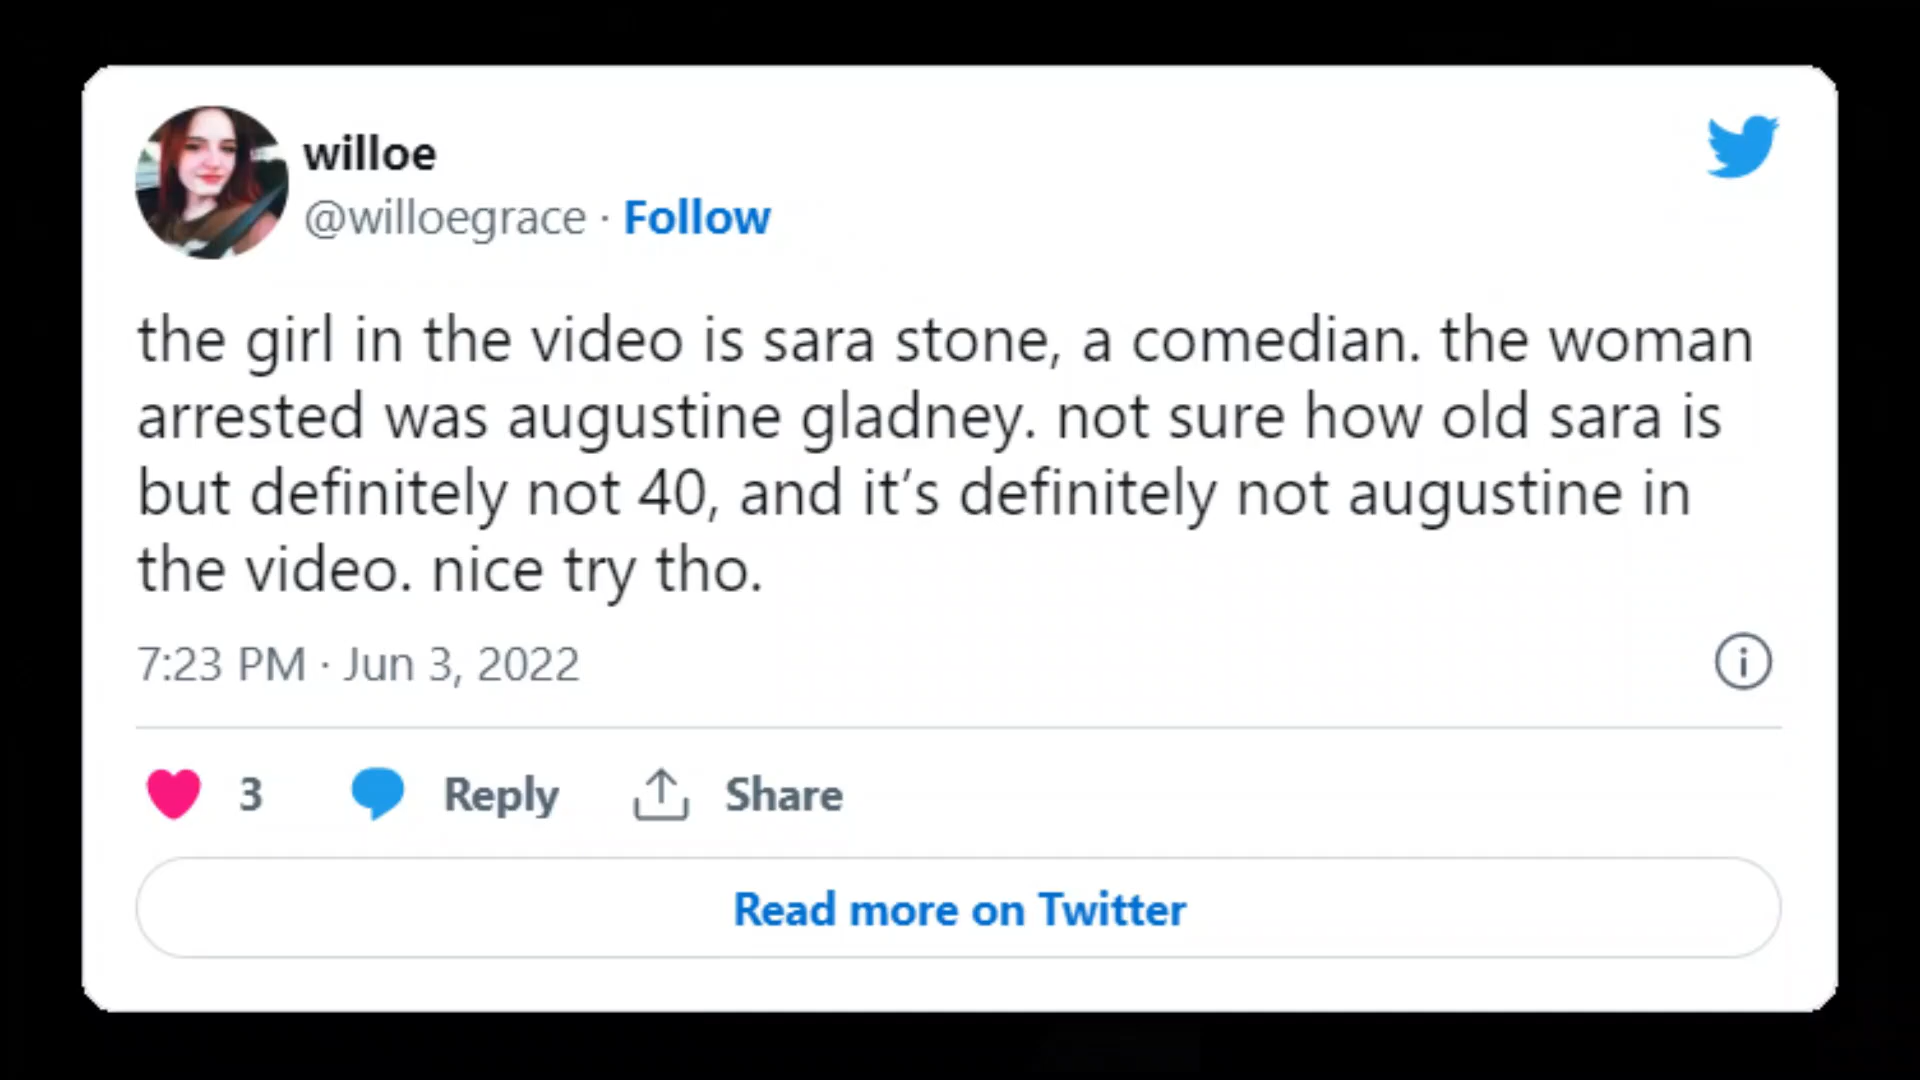 willoe
@willoegrace · Follow
the girl in the video is sara stone, a comedian. the woman
arrested was augustine gladney. not sure how old sara is
but definitely not 40, and it’s definitely not augustine in
the video. nice try tho.
7:23 PM · Jun 3, 2022
3 Reply Share
Read more on Twitter